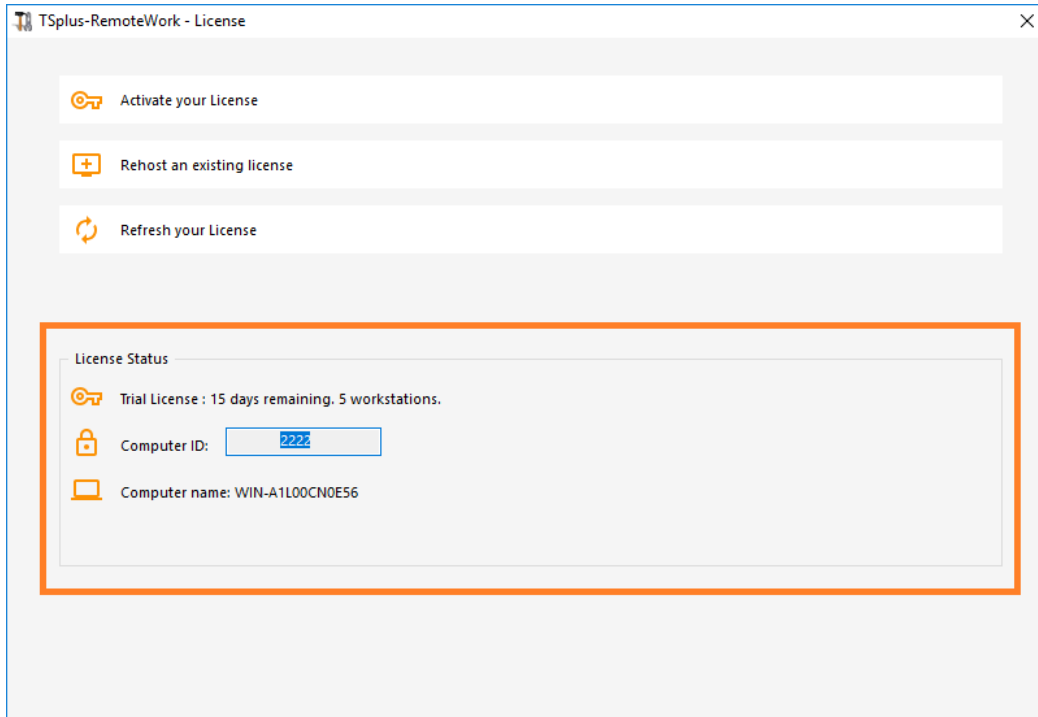 TSplus-RemoteWork - License
Activate your License
Rehost an existing license
Refresh your License
License Status
Trial License : 15 days remaining. 5 workstations.
Computer ID: 2222
Computer name: WIN-A1L00CN0E56